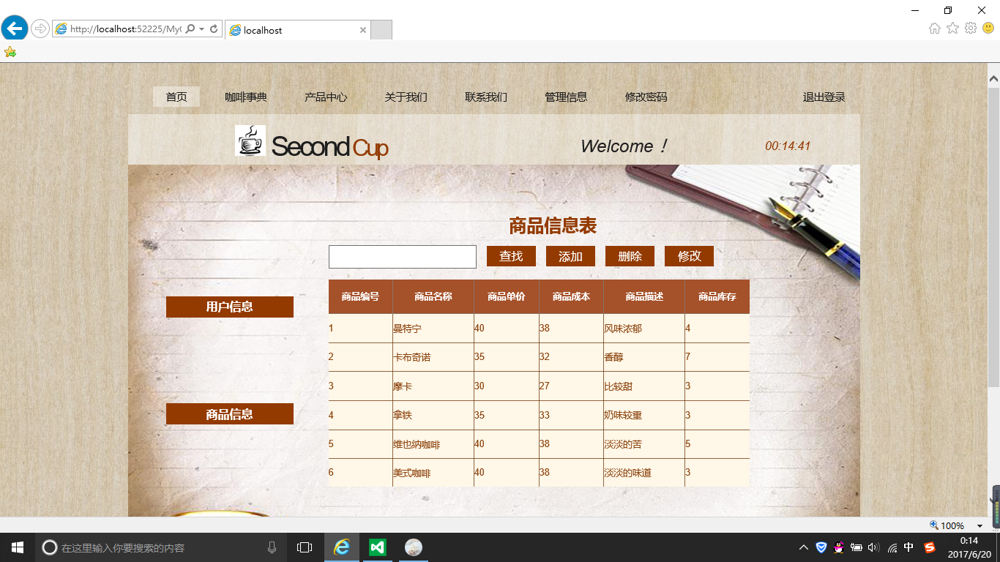 http://localhost:52225/My
localhost
首页 咖啡事典 产品中心 关于我们 联系我们 管理信息 修改密码 退出登录
Second Cup Welcome！ 00:14:41
商品信息表
查找 添加 删除 修改
用户信息
商品信息
商品编号 商品名称 商品单价 商品成本 商品描述 商品库存
1 曼特宁 40 38 风味浓郁 4
2 卡布奇诺 35 32 香醇 7
3 摩卡 30 27 比较甜 3
4 拿铁 35 33 奶味较重 3
5 维也纳咖啡 40 38 淡淡的苦 5
6 美式咖啡 40 38 淡淡的味道 3
100%
在这里输入你要搜索的内容
中
0:14
2017/6/20